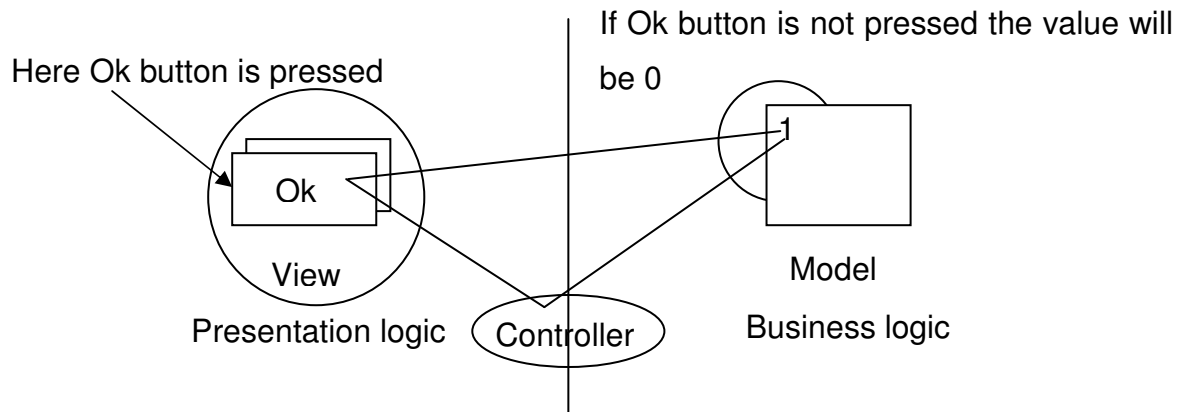 If Ok button is not pressed the value will
be 0
Here Ok button is pressed
1
Ok
View
Model
Presentation logic
Controller
Business logic